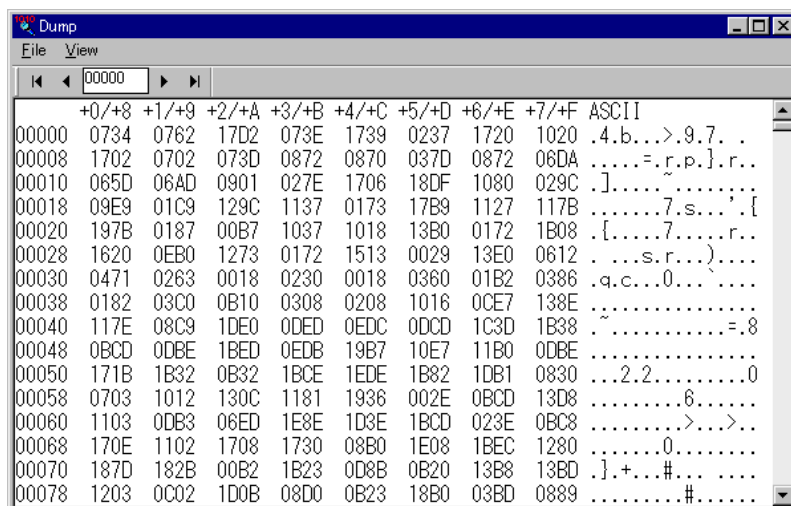 Dump
File View
00000
+0/+8 +1/+9 +2/+A +3/+B +4/+C +5/+D +6/+E +7/+F ASCII
00000 0734 0762 17D2 073E 1739 0237 1720 1020 .4.b...>.9.7. .
00008 1702 0702 073D 0872 0870 037D 0872 06DA .....=.r.p.}.r..
00010 065D 06AD 0901 027E 1706 18DF 1080 029C .].....~........
00018 09E9 01C9 129C 1137 0173 17B9 1127 117B .......7.s...'.{
00020 197B 0187 00B7 1037 1018 13B0 0172 1B08 .{.....7.....r..
00028 1620 0EB0 1273 0172 1513 0029 13E0 0612 . ...s.r...)....
00030 0471 0263 0018 0230 0018 0360 01B2 0386 .q.c...0...`....
00038 0182 03C0 0B10 0308 0208 1016 0CE7 138E ................
00040 117E 08C9 1DE0 0DED 0EDC 0DCD 1C3D 1B38 .~...........=.8
00048 0BCD 0DBE 1BED 0EDB 19B7 10E7 11B0 0DBE ................
00050 171B 1B32 0B32 1BCE 1EDE 1B82 1DB1 0830 ...2.2.........0
00058 0703 1012 130C 1181 1936 002E 0BCD 13D8 .........6......
00060 1103 0DB3 06ED 1E8E 1D3E 1BCD 023E 0BC8 .........>...>..
00068 170E 1102 1708 1730 08B0 1E08 1BEC 1280 .......0........
00070 187D 182B 00B2 1B23 0D8B 0B20 13B8 13BD .}.+...#... ....
00078 1203 0C02 1D0B 08D0 0B23 18B0 03BD 0889 .........#......